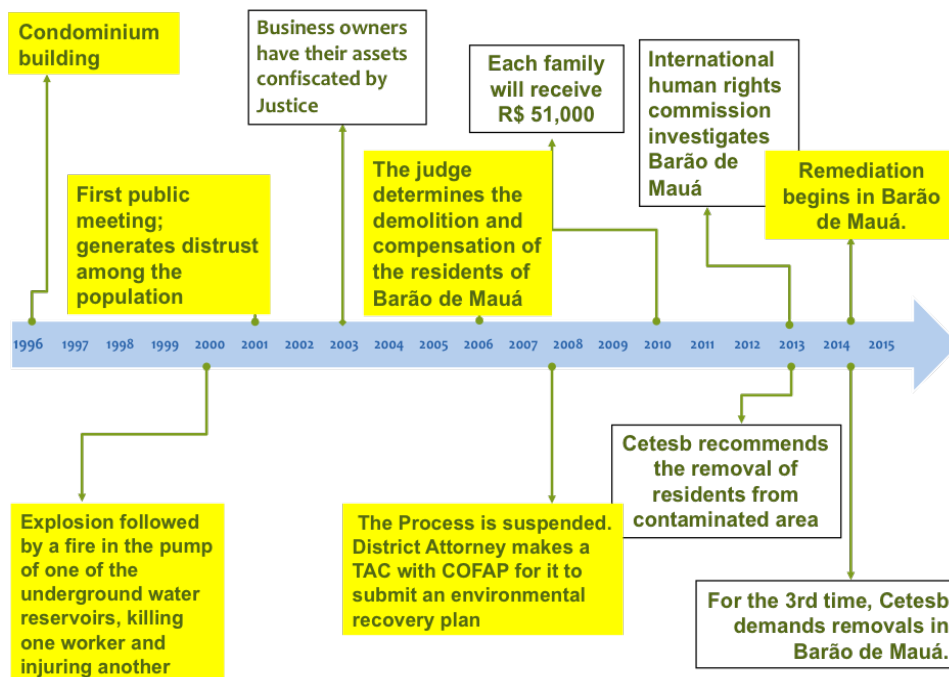 Condominium
building
Business owners
have their assets
confiscated by
Justice
Each family
will receive
R$ 51,000
International
human rights
commission
investigates
Barão de
Mauá
First public
meeting;
generates distrust
among the
population
The judge
determines the
demolition and
compensation of
the residents of
Barão de Mauá
Remediation
begins in Barão
de Mauá.
1996 1997 1998 1999 2000 2001 2002 2003 2004 2005 2006 2007 2008 2009 2010 2011 2012 2013 2014 2015
Explosion followed
by a fire in the pump
of one of the
underground water
reservoirs, killing
one worker and
injuring another
The Process is suspended.
District Attorney makes a
TAC with COFAP for it to
submit an environmental
recovery plan
Cetesb recommends
the removal of
residents from
contaminated area
For the 3rd time, Cetesb
demands removals in
Barão de Mauá.